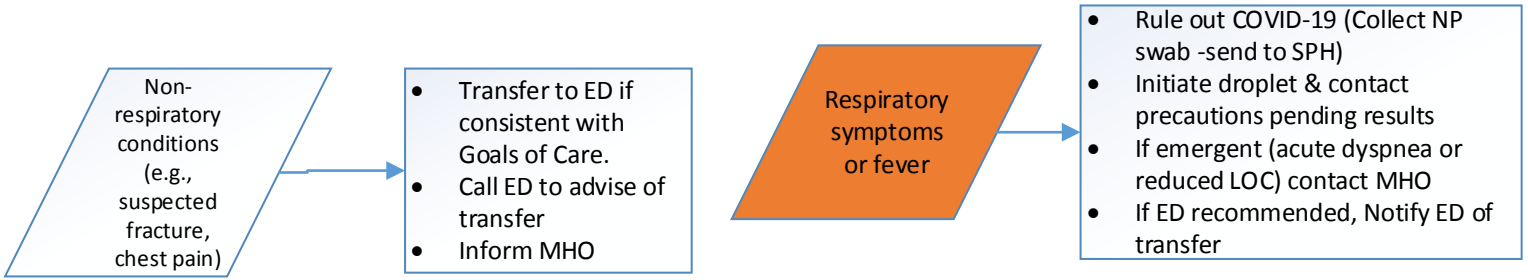 Non-
respiratory
conditions
(e.g.,
suspected
fracture,
chest pain)
• Transfer to ED if
consistent with
Goals of Care.
• Call ED to advise of
transfer
• Inform MHO
Respiratory
symptoms
or fever
• Rule out COVID-19 (Collect NP
swab -send to SPH)
• Initiate droplet & contact
precautions pending results
• If emergent (acute dyspnea or
reduced LOC) contact MHO
• If ED recommended, Notify ED of
transfer